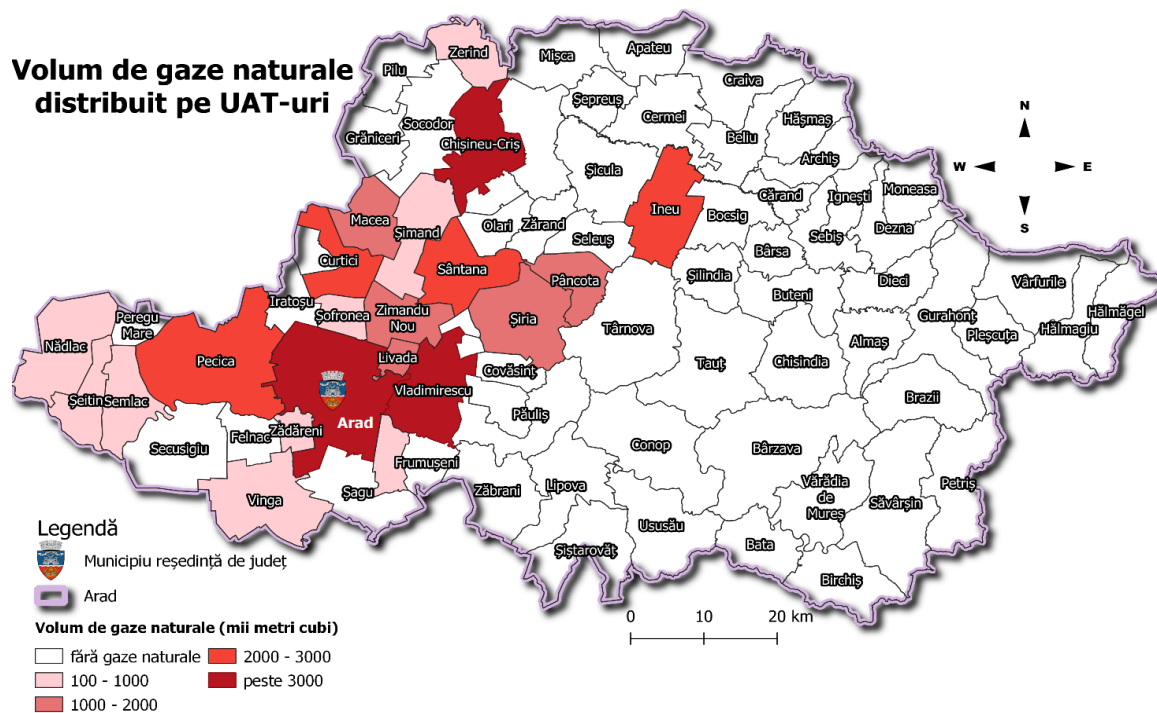 Volum de gaze naturale
distribuit pe UAT-uri
N
W
E
S
Zerind
Mișca
Apateu
Pilu
Craiva
Șepreuș
Cermei
Socodor
Hășmaș
Grăniceri
Chișineu-Criș
Beliu
Archiș
Șicula
Moneasa
Cărand
Ignești
Ineu
Bocsig
Macea
Olari
Zărand
Dezna
Șimand
Seleuș
Sebiș
Bârsa
Curtici
Sântana
Șilindia
Dieci
Vârfurile
Pâncota
Buteni
Iratoșu
Hălmăgel
Peregu
Mare
Șofronea
Zimandu
Nou
Șiria
Gurahonț
Târnova
Hălmagiu
Nădlac
Pleșcuța
Almaș
Pecica
Livada
Covăsinț
Tauț
Chisindia
Vladimirescu
Brazii
Șeitin
Semlac
Păuliș
Arad
Zădăreni
Felnac
Secusigiu
Conop
Bârzava
Frumușeni
Vărădia
de
Mureș
Petriș
Zăbrani
Lipova
Vinga
Șagu
Săvârșin
Ususău
Bata
Șiștarovăț
Birchiș
Legendă
Municipiu reședință de județ
Arad
Volum de gaze naturale (mii metri cubi)
fără gaze naturale
2000 - 3000
100 - 1000
peste 3000
1000 - 2000
0 10 20 km